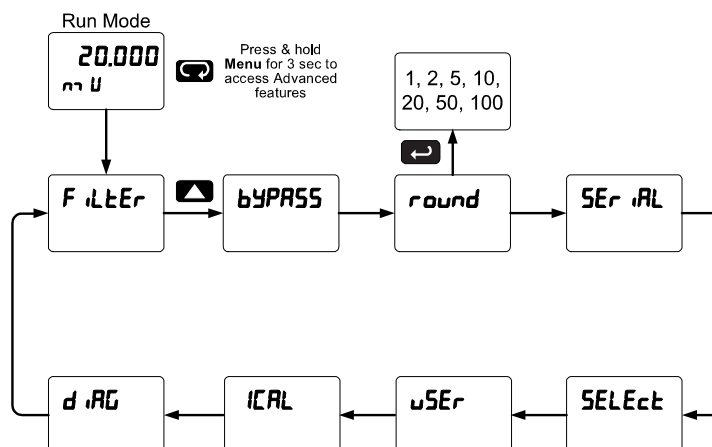 Run Mode
20.000
mV
Press & hold
Menu for 3 sec to
access Advanced
features
1, 2, 5, 10,
20, 50, 100
FiLtEr
bYPASS
round
SEriAL
diAG
ICAL
uSEr
SELEct